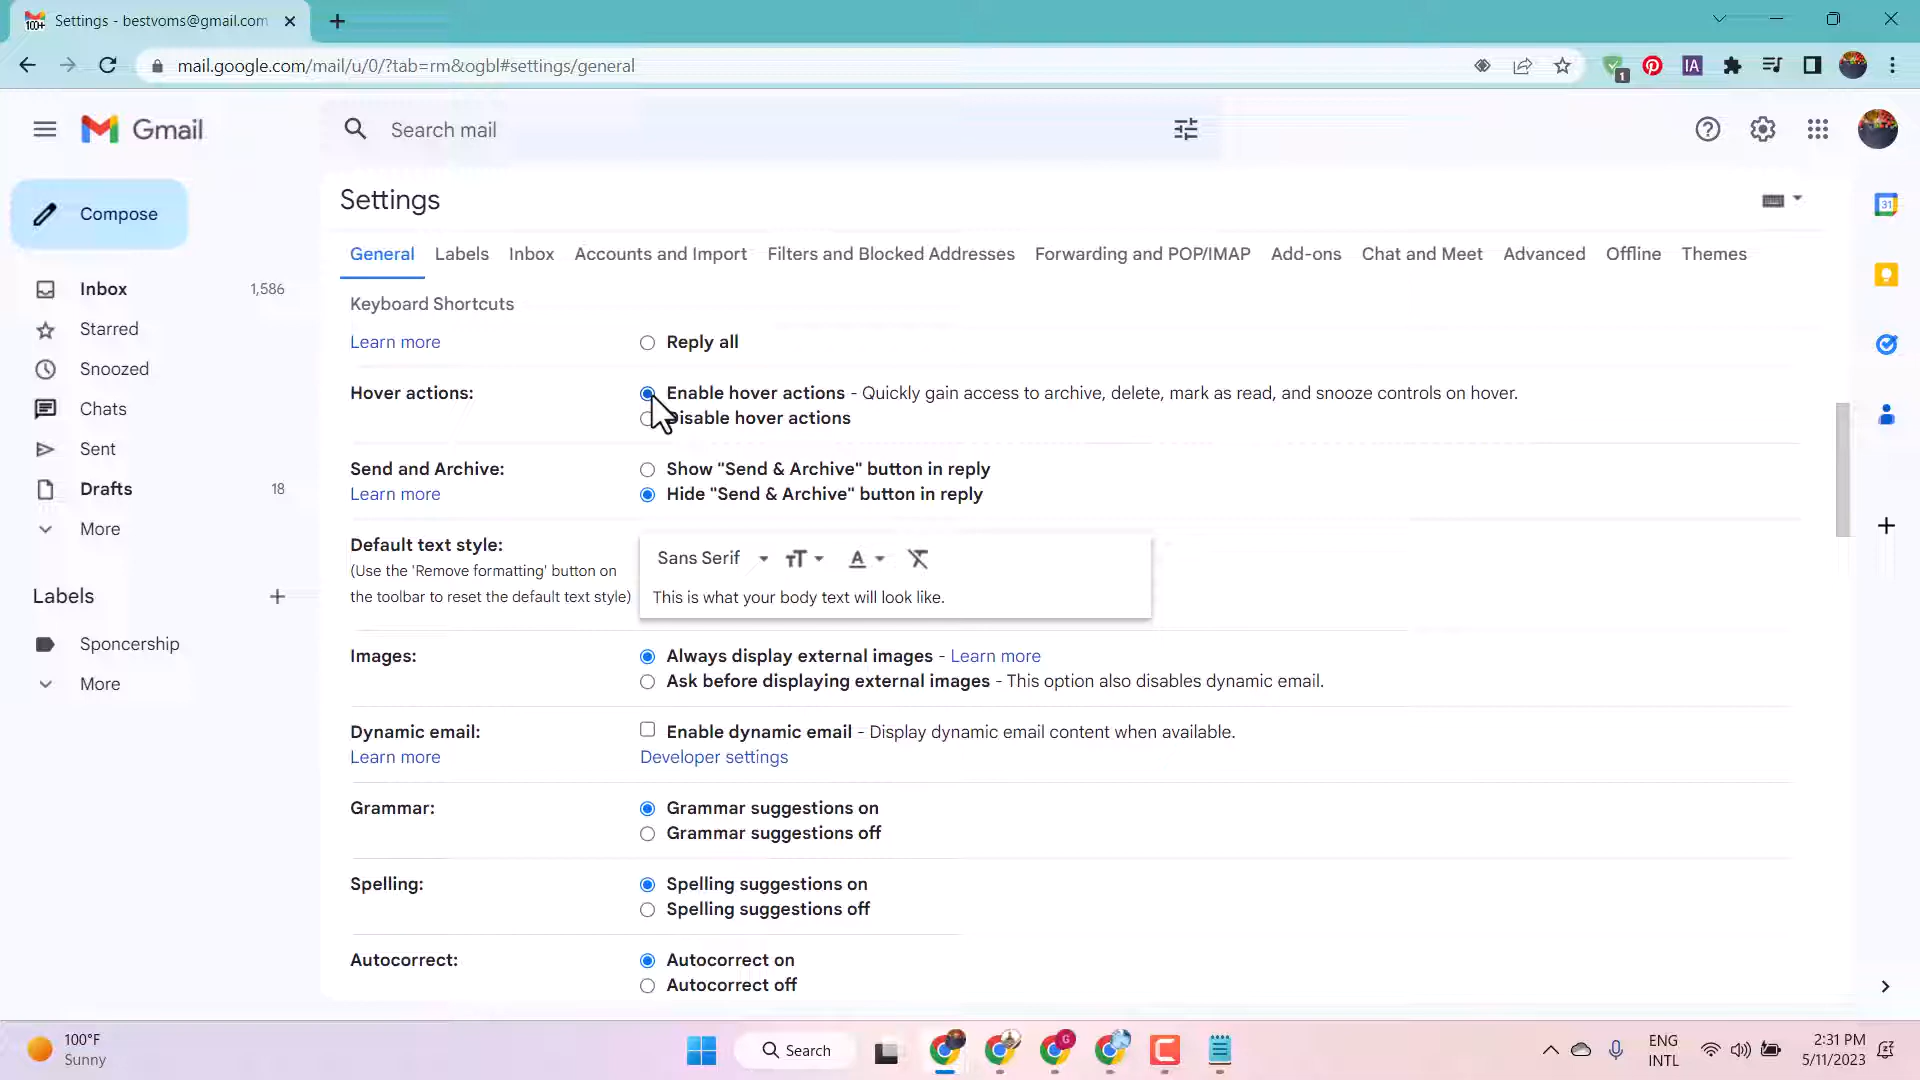 100+
Settings - bestvoms@gmail.com
mail.google.com/mail/u/0/?tab=rm&ogbl#settings/general
1
IA
Gmail
Search mail
Compose
Inbox 1,586
Starred
Snoozed
Chats
Sent
Drafts 18
More
Labels
Sponcership
More
Settings
General Labels Inbox Accounts and Import Filters and Blocked Addresses Forwarding and POP/IMAP Add-ons Chat and Meet Advanced Offline Themes
Keyboard Shortcuts
Learn more Reply all
Hover actions: Enable hover actions - Quickly gain access to archive, delete, mark as read, and snooze controls on hover.
isable hover actions
Send and Archive: Show "Send & Archive" button in reply
Learn more Hide "Send & Archive" button in reply
Default text style:
(Use the 'Remove formatting' button on
the toolbar to reset the default text style)
Sans Serif
This is what your body text will look like.
Images: Always display external images - Learn more
Ask before displaying external images - This option also disables dynamic email.
Dynamic email: Enable dynamic email - Display dynamic email content when available.
Learn more Developer settings
Grammar: Grammar suggestions on
Grammar suggestions off
Spelling: Spelling suggestions on
Spelling suggestions off
Autocorrect: Autocorrect on
Autocorrect off
31
100°F
Sunny
Search
G
ENG
INTL
2:31 PM
5/11/2023